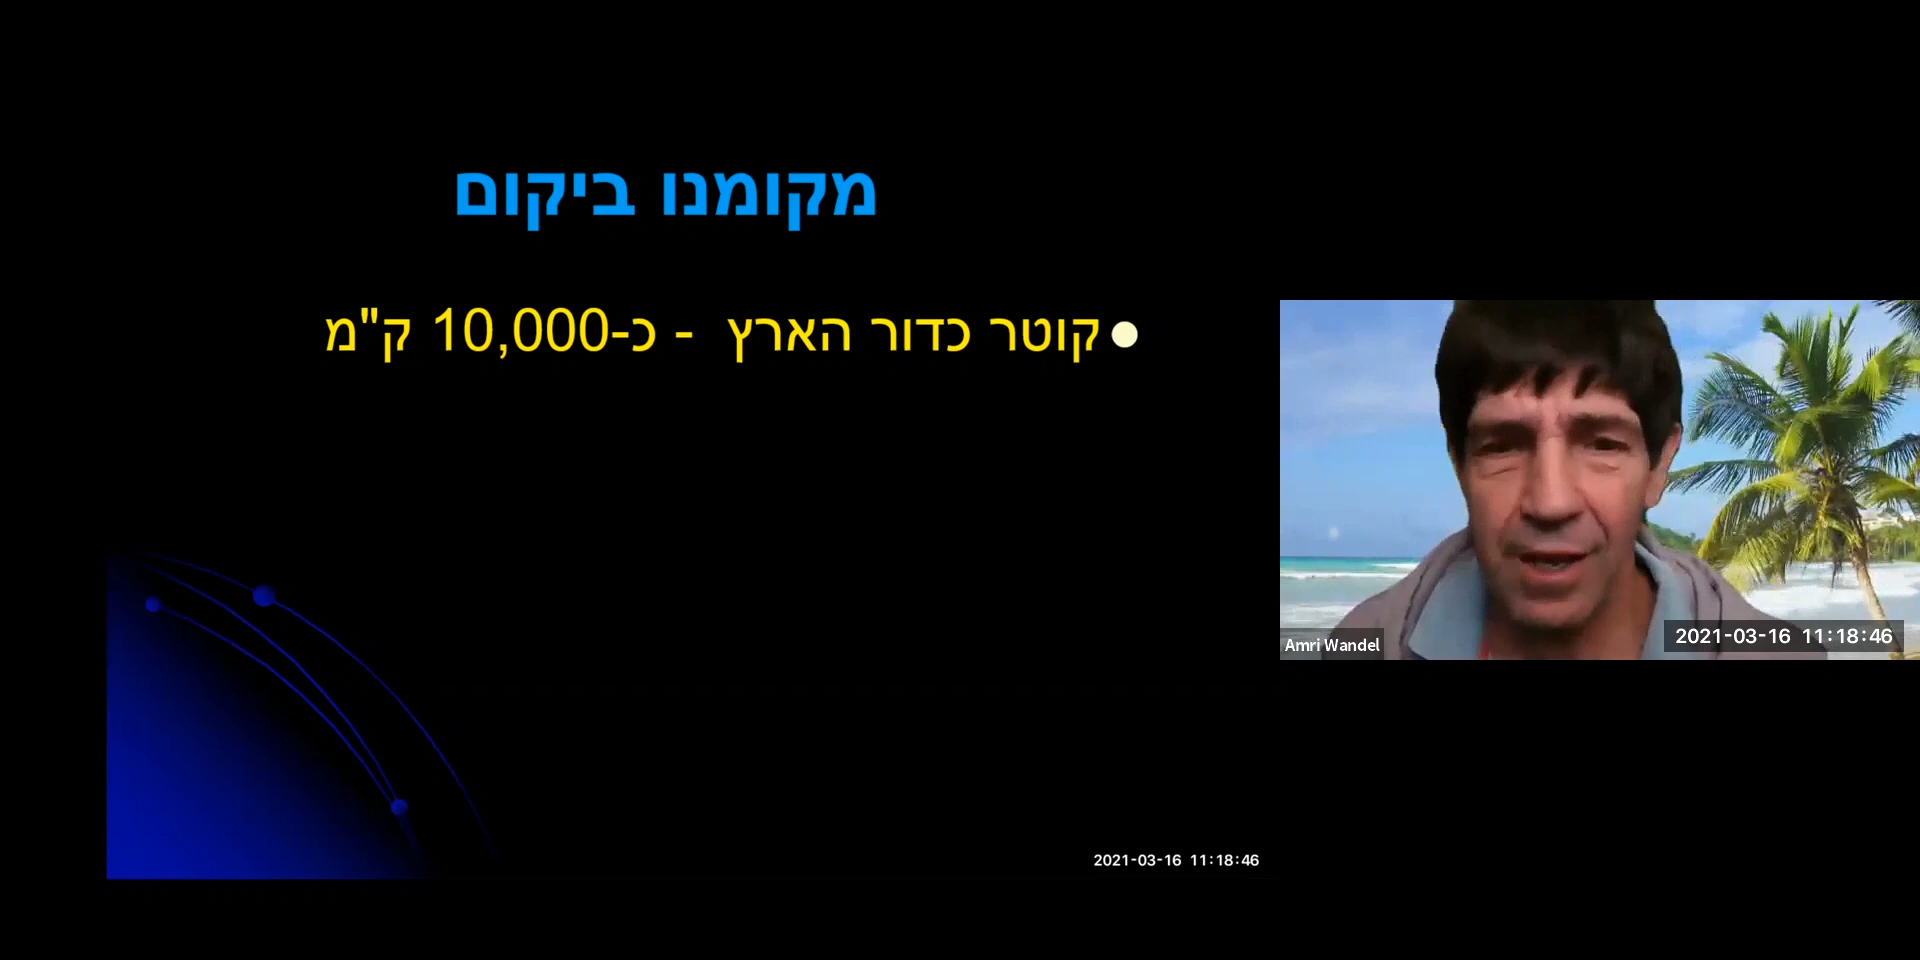 מקומנו ביקום
קוטר כדור הארץ - כ-10,000 ק"מ
Amri Wandel
2021-03-16 11:18:46
2021-03-16 11:18:46